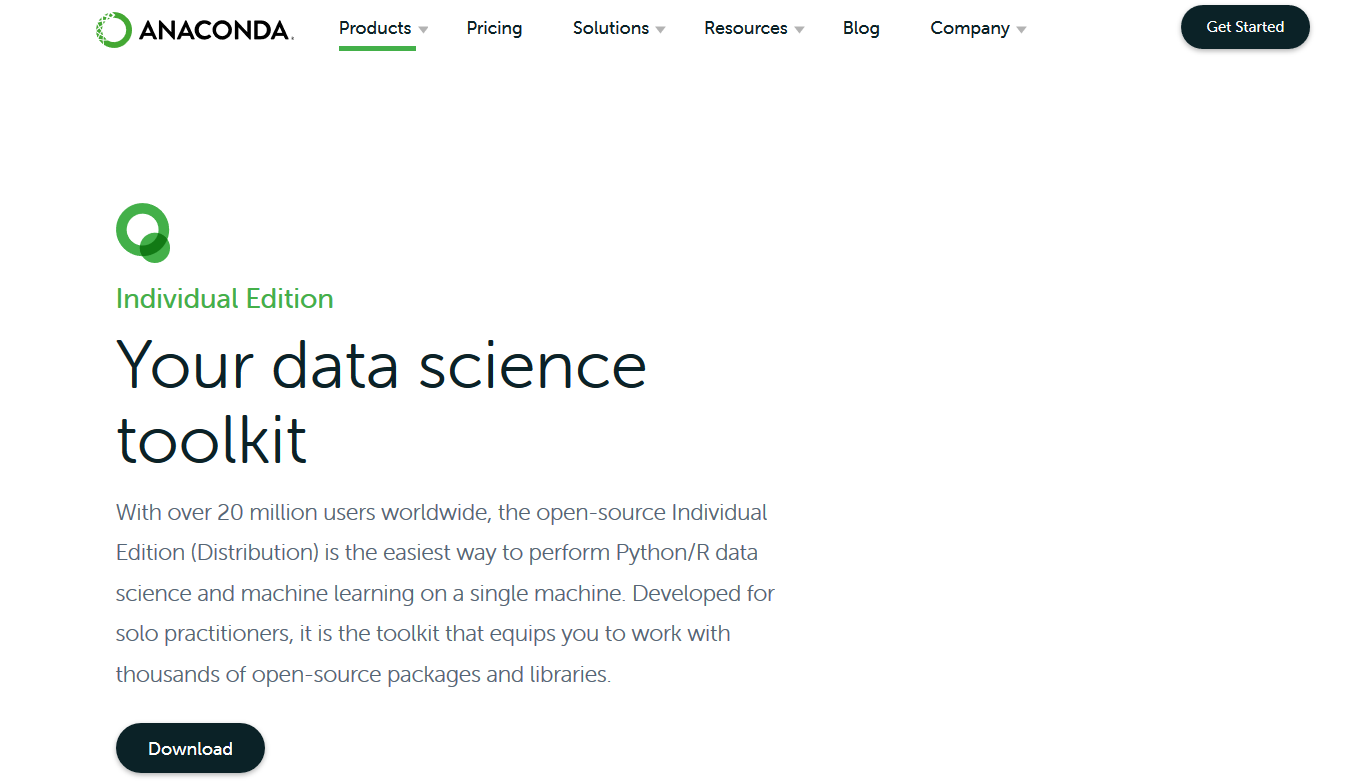 ANACONDA.
Products
Pricing
Solutions
Resources
Blog
Company
Get Started
Individual Edition
Your data science
toolkit
With over 20 million users worldwide, the open-source Individual
Edition (Distribution) is the easiest way to perform Python/R data
science and machine learning on a single machine. Developed for
solo practitioners, it is the toolkit that equips you to work with
thousands of open-source packages and libraries.
Download